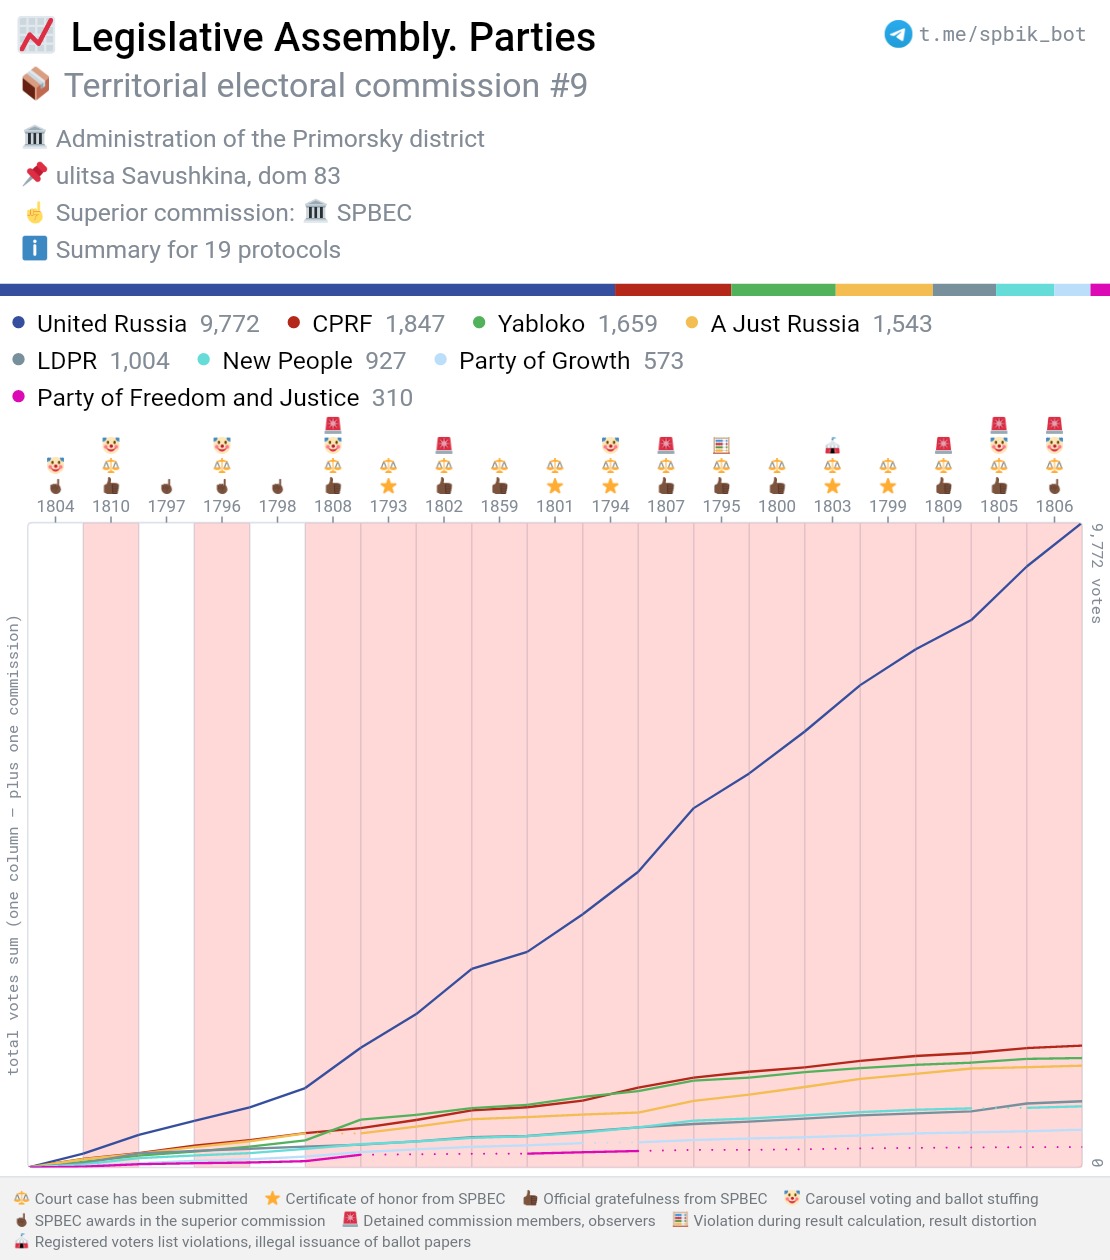 Legislative Assembly. Parties
t.me/spbik_bot
Territorial electoral commission #9
Administration of the Primorsky district
ulitsa Savushkina, dom 83
Superior commission: SPBEC
Summary for 19 protocols
United Russia 9,772 CPRF 1,847 Yabloko 1,659 A Just Russia 1,543
LDPR 1,004 New People 927 Party of Growth 573
Party of Freedom and Justice 310
1804 1810 1797 1796 1798 1808 1793 1802 1859 1801 1794 1807 1795 1800 1803 1799 1809 1805 1806
9,772 votes
total votes sum (one column – plus one commission)
0
Court case has been submitted Certificate of honor from SPBEC Official gratefulness from SPBEC Carousel voting and ballot stuffing
SPBEC awards in the superior commission Detained commission members, observers Violation during result calculation, result distortion
Registered voters list violations, illegal issuance of ballot papers